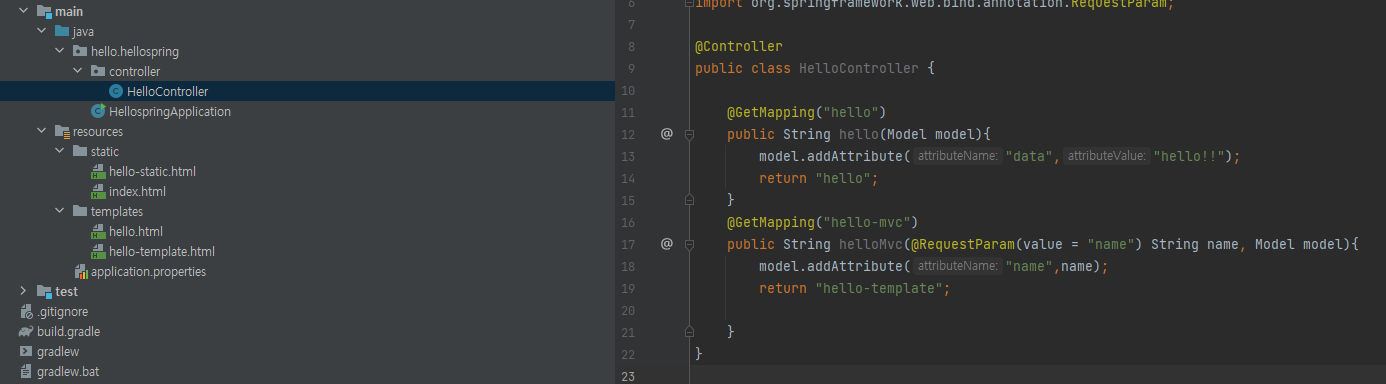 main
java
hello.hellospring
controller
HelloController
HellospringApplication
resources
static
hello-static.html
index.html
templates
hello.html
hello-template.html
application.properties
test
.gitignore
build.gradle
gradlew
gradlew.bat
6 import org.springframework.web.bind.annotation.RequestParam;
7
8 @Controller
9 public class HelloController {
10
11 @GetMapping("hello")
12 @ public String hello(Model model){
13 model.addAttribute( attributeName: "data", attributeValue: "hello!!");
14 return "hello";
15 }
16 @GetMapping("hello-mvc")
17 @ public String helloMvc(@RequestParam(value = "name") String name, Model model){
18 model.addAttribute( attributeName: "name",name);
19 return "hello-template";
20
21 }
22 }
23